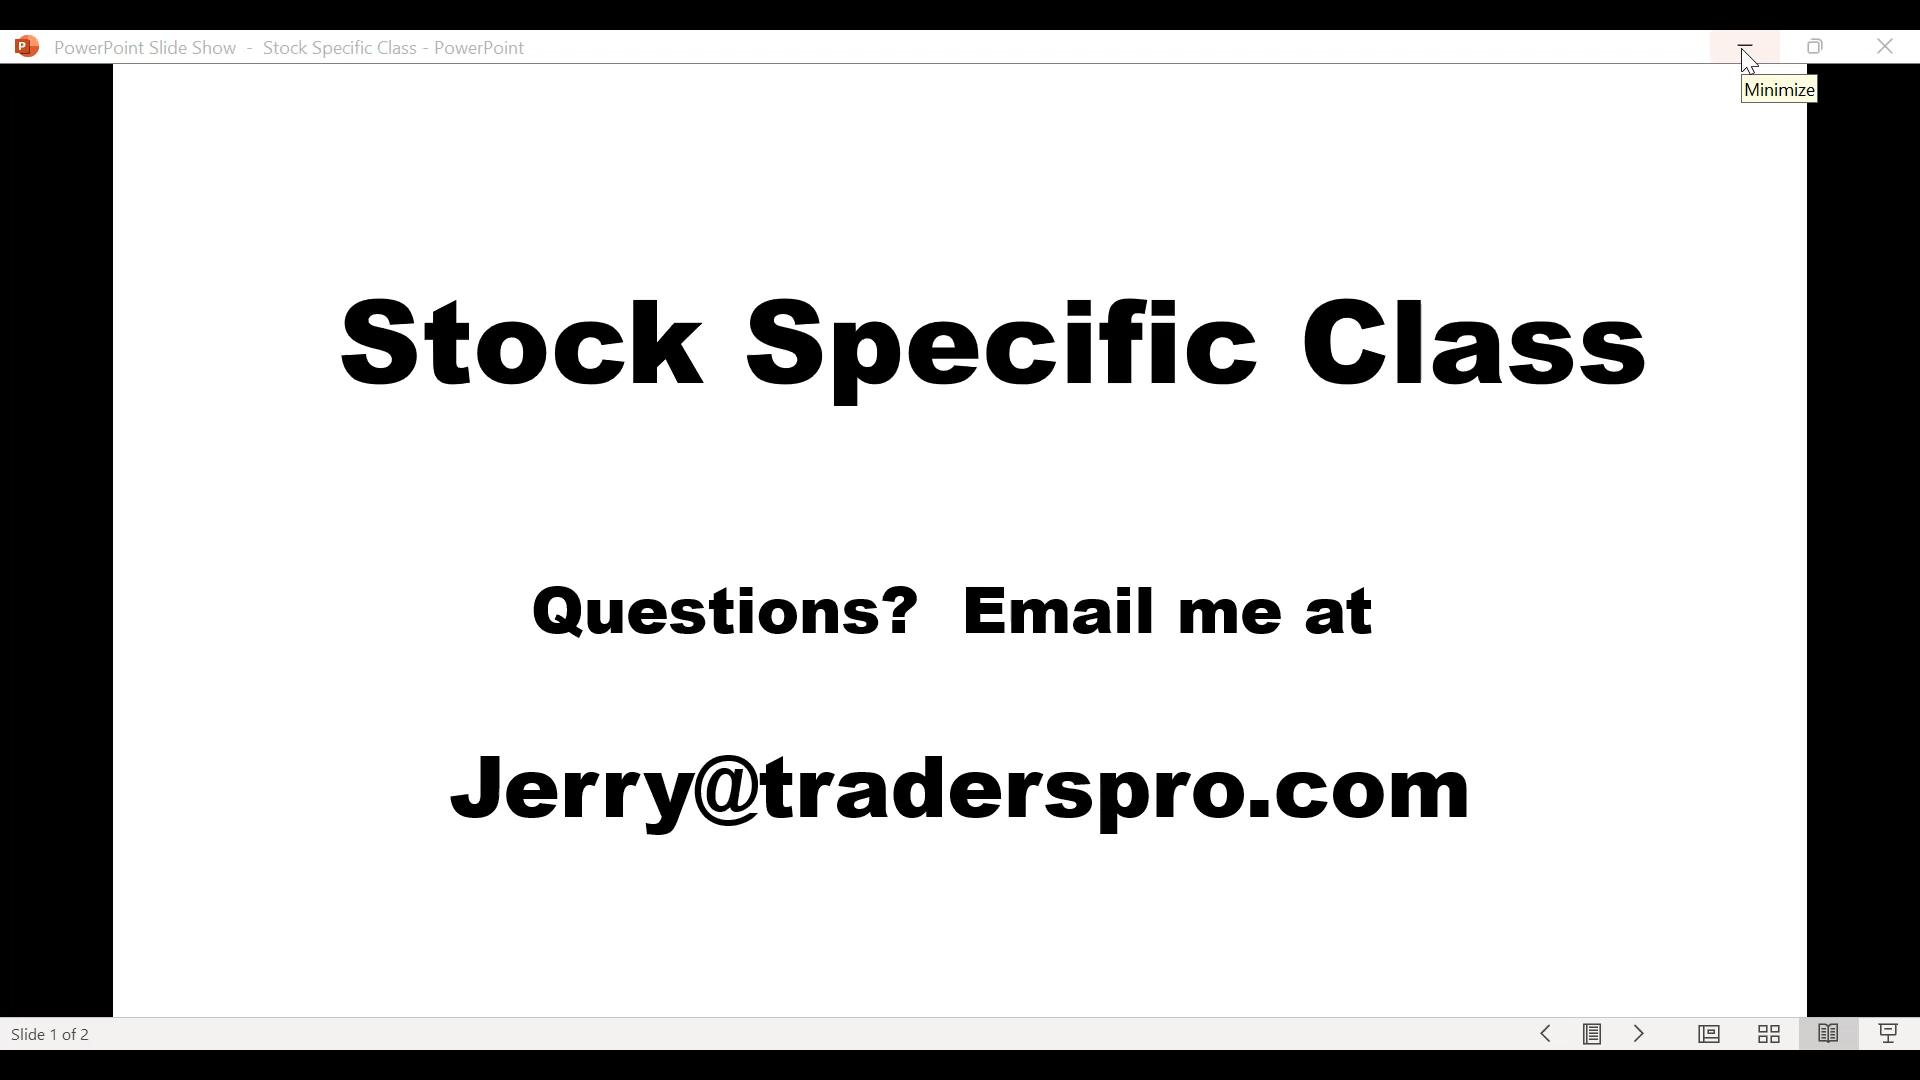 PowerPoint Slide Show - Stock Specific Class - PowerPoint
Minimize
Stock Specific Class
Questions? Email me at
Jerry@traderspro.com
Slide 1 of 2